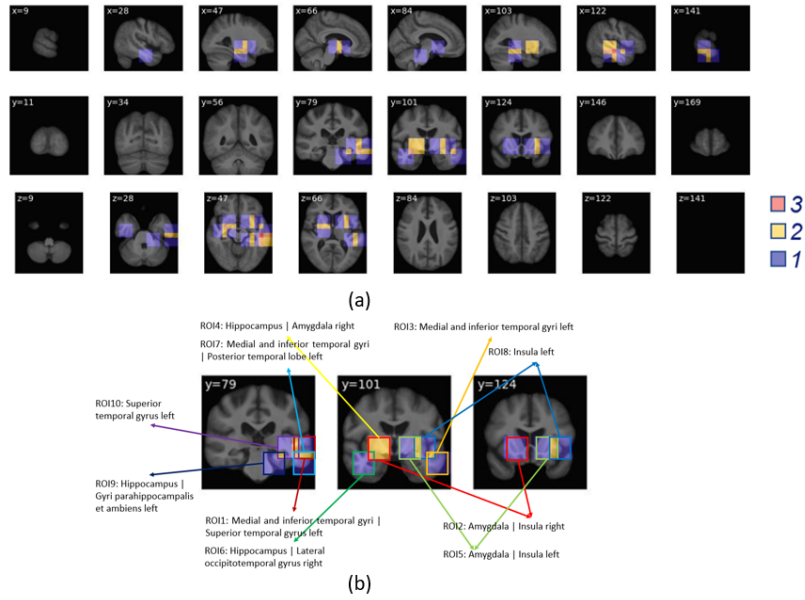 x=9
x=28
x=47
x=66
x=84
x=103
x=122
x=141
y=11
y=34
y=56
y=79
y=101
y=124
y=146
y=169
z=9
z=28
z=47
z=66
z=84
z=103
z=122
z=141
3
2
1
(a)
ROI4: Hippocampus | Amygdala right
ROI7: Medial and inferior temporal gyri
| Posterior temporal lobe left
ROI3: Medial and inferior temporal gyri left
ROI8: Insula left
y=79
y=101
y=124
ROI10: Superior
temporal gyrus left
ROI9: Hippocampus |
Gyri parahippocampalis
et ambiens left
ROI1: Medial and inferior temporal gyri |
Superior temporal gyrus left
ROI6: Hippocampus | Lateral
occipitotemporal gyrus right
ROI2: Amygdala | Insula right
ROI5: Amygdala | Insula left
(b)